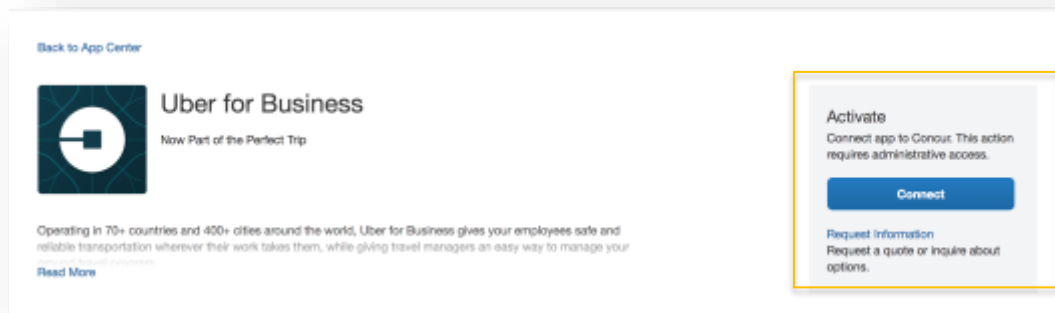 Back to App Center
Uber for Business
Now Part of the Perfect Trip
Operating in 70+ countries and 400+ cities around the world, Uber for Business gives your employees safe and
reliable transportation wherever their work takes them, while giving travel managers an easy way to manage your
Read More
Activate
Connect app to Concur. This action
requires administrative access.
Connect
Request Information
Request a quote or inquire about
options.